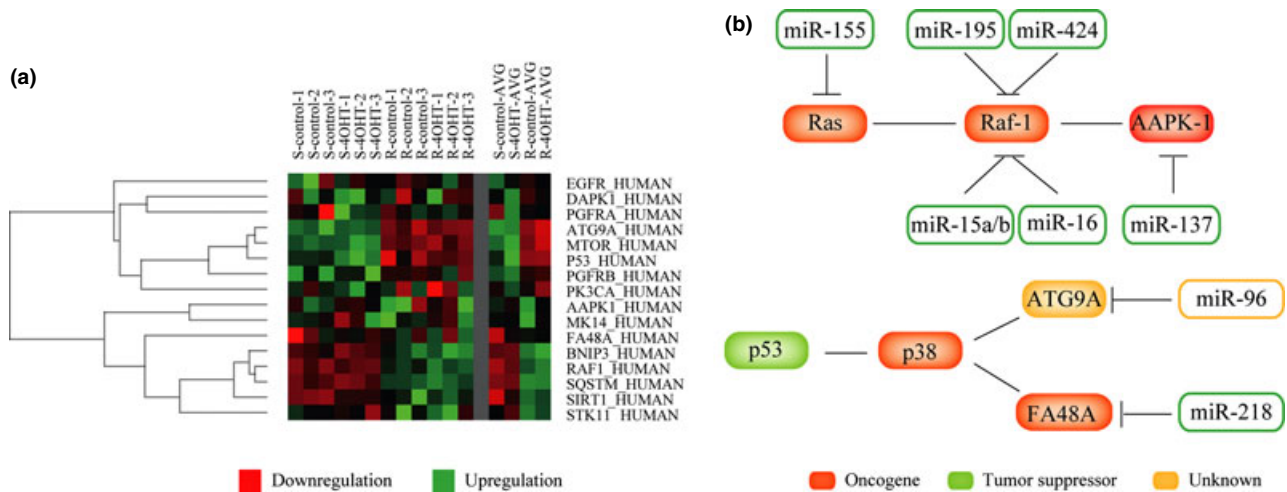 (a)
S-control-1
S-control-2
S-control-3
S-4OHT-1
S-4OHT-2
S-4OHT-3
R-control-1
R-control-2
R-control-3
R-4OHT-1
R-4OHT-2
R-4OHT-3
S-control-AVG
S-4OHT-AVG
R-control-AVG
R-4OHT-AVG
EGFR_HUMAN
DAPK1_HUMAN
PGFRA_HUMAN
ATG9A_HUMAN
MTOR_HUMAN
P53_HUMAN
PGFRB_HUMAN
PK3CA_HUMAN
AAPK1_HUMAN
MK14_HUMAN
FA48A_HUMAN
BNIP3_HUMAN
RAF1_HUMAN
SQSTM_HUMAN
SIRT1_HUMAN
STK11_HUMAN
Downregulation
Upregulation
(b)
miR-155
miR-195
miR-424
Ras
Raf-1
AAPK-1
miR-15a/b
miR-16
miR-137
ATG9A
miR-96
p53
p38
FA48A
miR-218
Oncogene
Tumor suppressor
Unknown